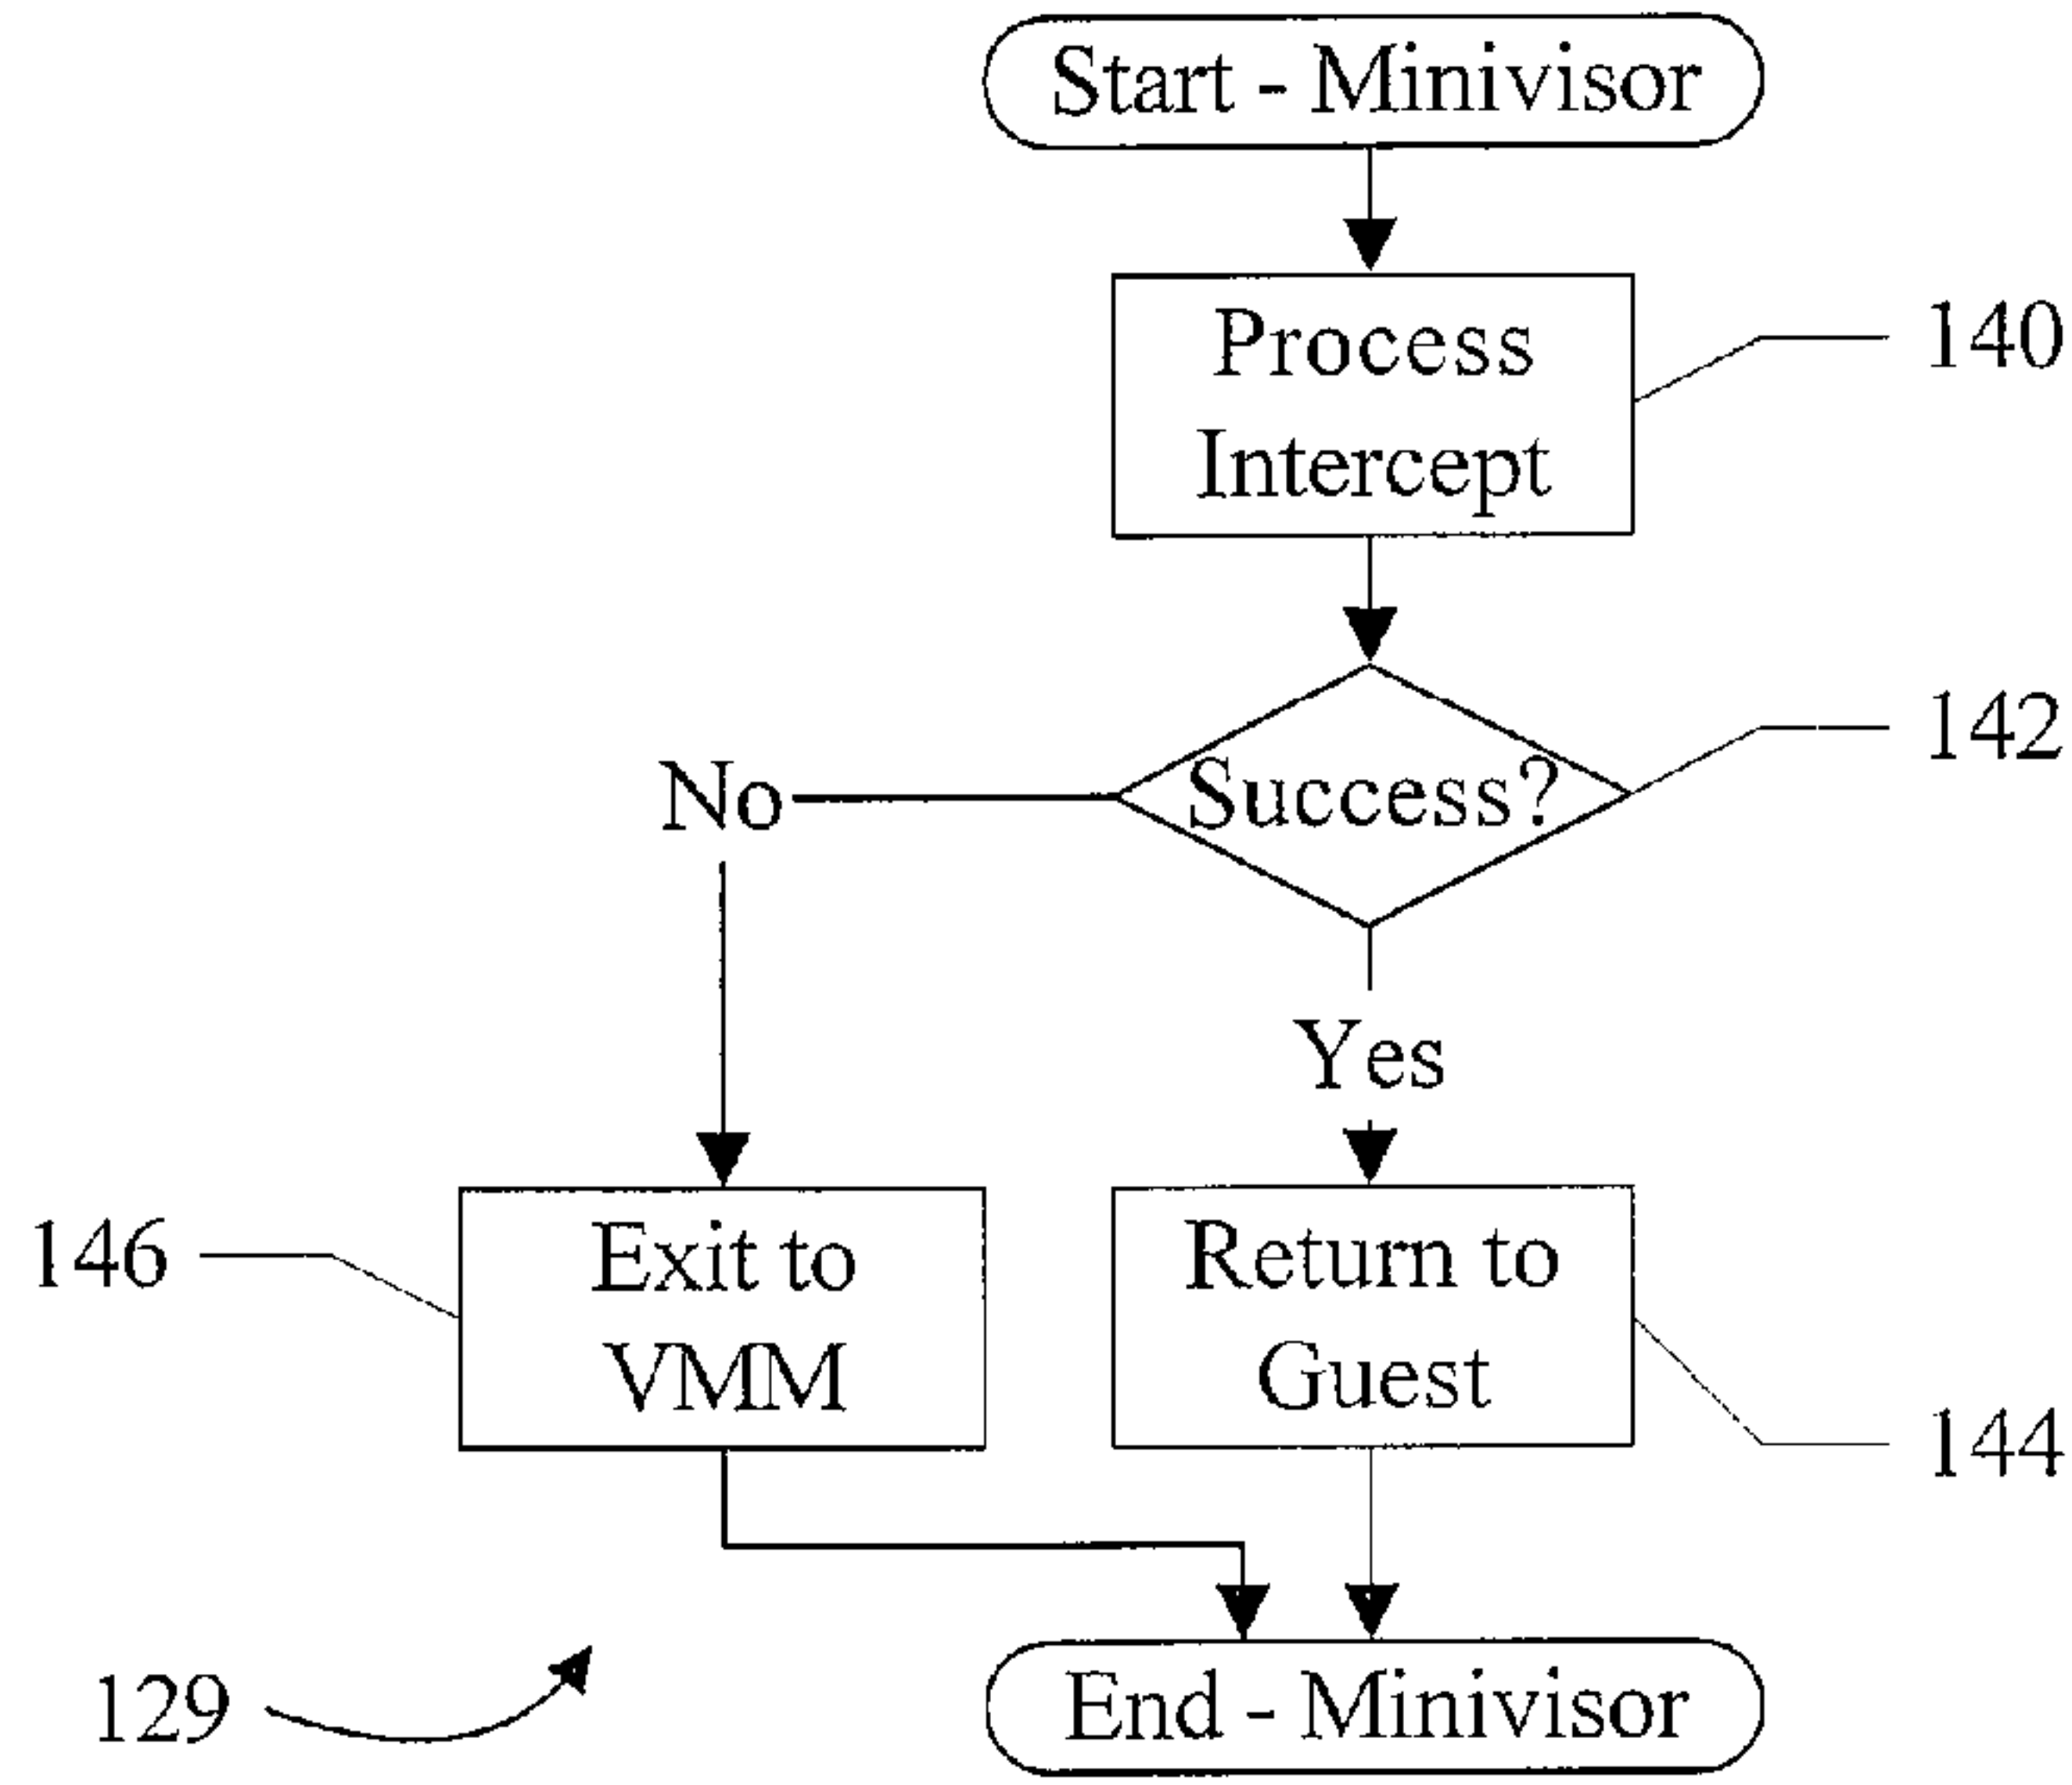 Start - Minivisor
Process
Intercept
140
Success?
142
No
Yes
146
Exit to
VMM
Return to
Guest
144
129
End - Minivisor